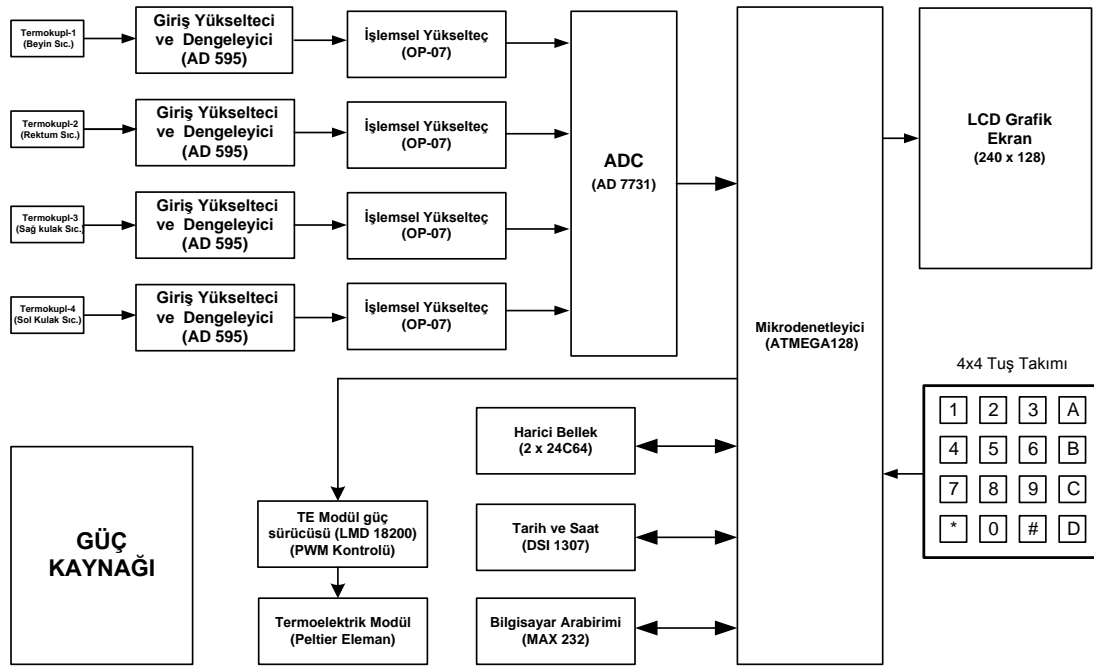 Termokupl-1
(Beyin Sıc.)
Giriş Yükselteci
ve Dengeleyici
(AD 595)
İşlemsel Yükselteç
(OP-07)
Termokupl-2
(Rektum Sıc.)
Giriş Yükselteci
ve Dengeleyici
(AD 595)
İşlemsel Yükselteç
(OP-07)
Termokupl-3
(Sağ kulak Sıc.)
Giriş Yükselteci
ve Dengeleyici
(AD 595)
İşlemsel Yükselteç
(OP-07)
Termokupl-4
(Sol Kulak Sıc.)
Giriş Yükselteci
ve Dengeleyici
(AD 595)
İşlemsel Yükselteç
(OP-07)
ADC
(AD 7731)
Mikrodenetleyici
(ATMEGA128)
LCD Grafik
Ekran
(240 x 128)
4x4 Tuş Takımı
1 2 3 A
4 5 6 B
7 8 9 C
* 0 # D
Harici Bellek
(2 x 24C64)
Tarih ve Saat
(DSI 1307)
Bilgisayar Arabirimi
(MAX 232)
TE Modül güç
sürücüsü (LMD 18200)
(PWM Kontrolü)
Termoelektrik Modül
(Peltier Eleman)
GÜÇ
KAYNAĞI